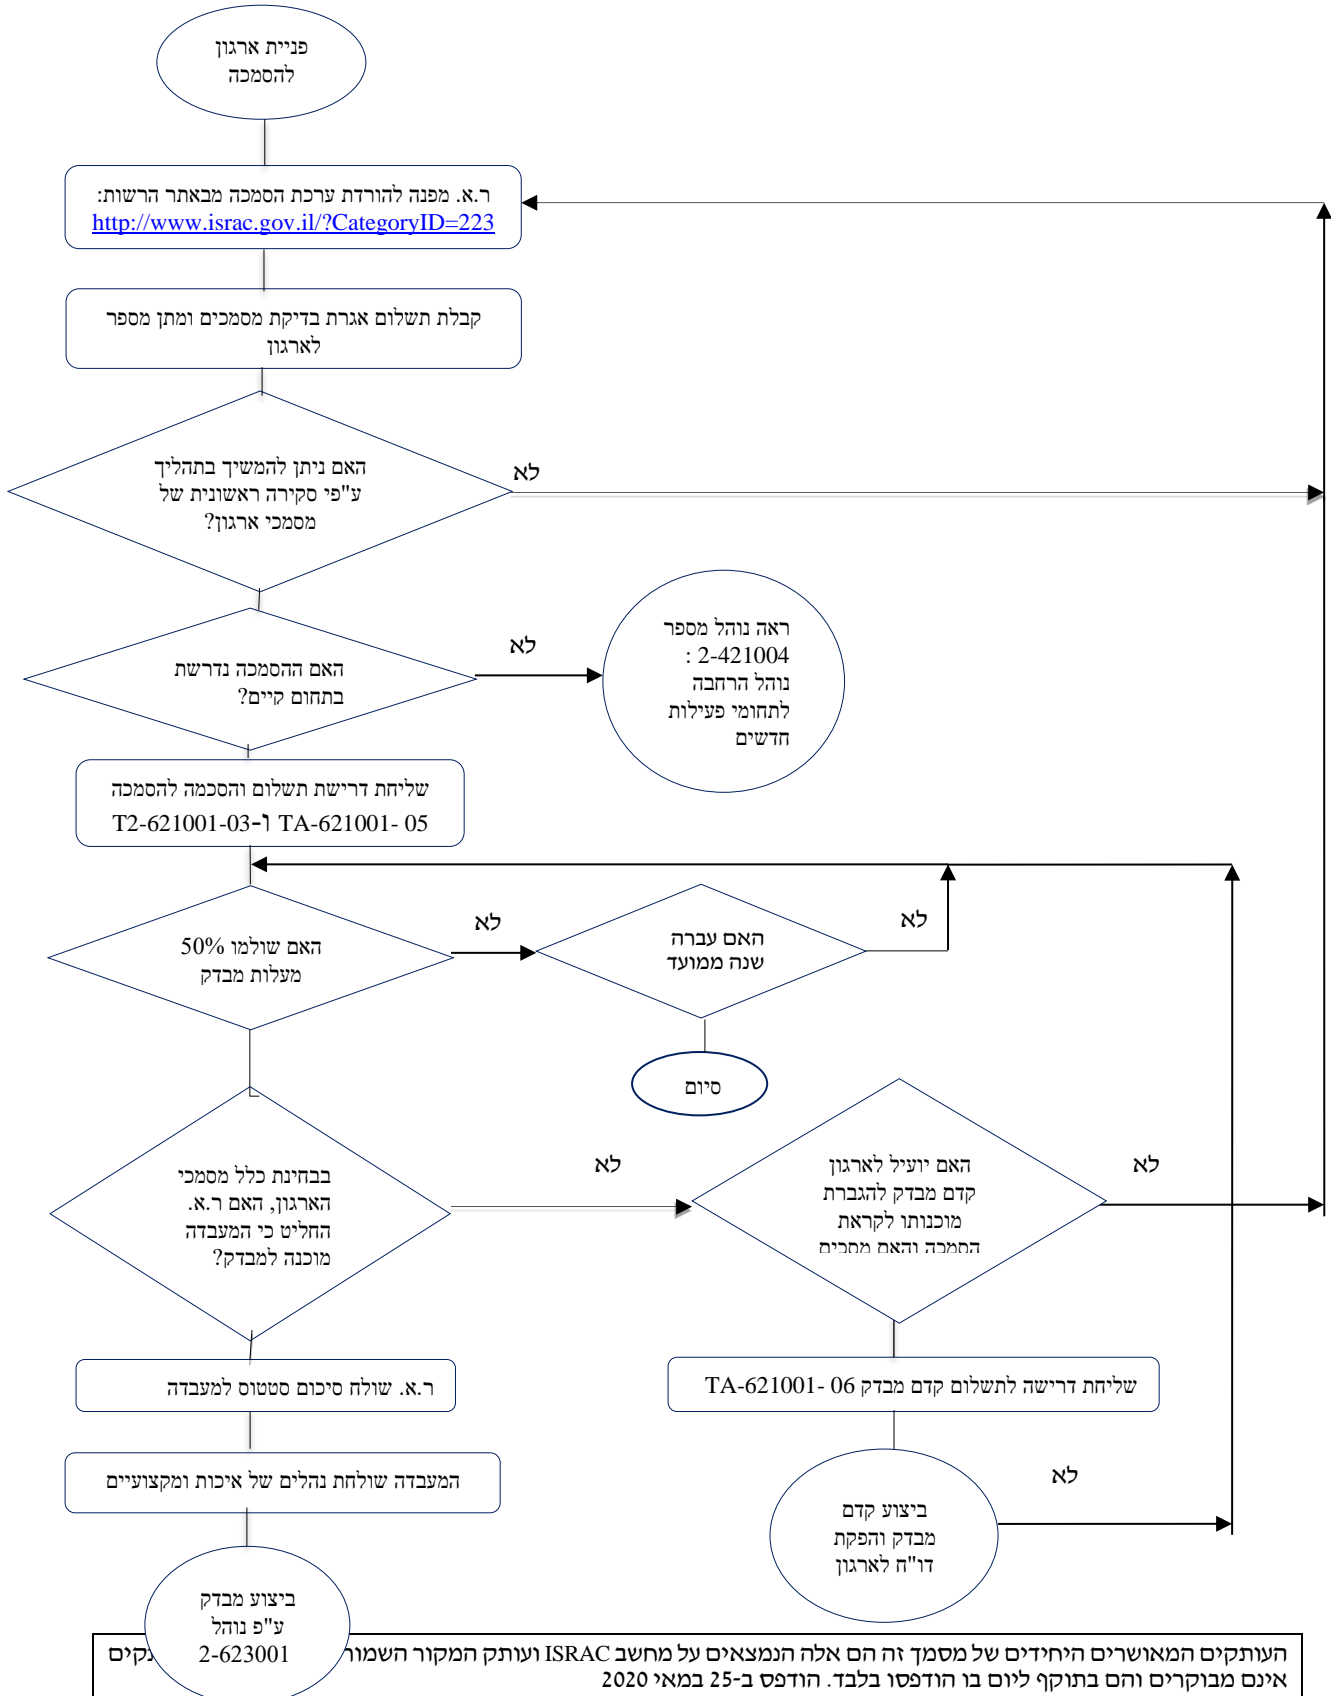 פניית ארגון
להסמכה
ר.א. מפנה להורדת ערכת הסמכה מבאתר הרשות:
http://www.israc.gov.il/?CategoryID=223
קבלת תשלום אגרת בדיקת מסמכים ומתן מספר
לארגון
האם ניתן להמשיך בתהליך
ע"פי סקירה ראשונית של
מסמכי ארגון?
לא
האם ההסמכה נדרשת
בתחום קיים?
לא
ראה נוהל מספר
2-421004 :
נוהל הרחבה
לתחומי פעילות
חדשים
שליחת דרישת תשלום והסכמה להסמכה
TA-621001- 05 ו-T2-621001-03
האם שולמו 50%
מעלות מבדק
לא
האם עברה
שנה ממועד
לא
סיום
בבחינת כלל מסמכי
הארגון, האם ר.א.
החליט כי המעבדה
מוכנה למבדק?
לא
האם יועיל לארגון
קדם מבדק להגברת
מוכנותו לקראת
הסמכה והאם מסכים
לא
ר.א. שולח סיכום סטטוס למעבדה
שליחת דרישה לתשלום קדם מבדק TA-621001- 06
המעבדה שולחת נהלים של איכות ומקצועיים
ביצוע קדם
מבדק והפקת
דו"ח לארגון
לא
ביצוע מבדק
ע"פ נוהל
2-623001
העותקים המאושרים היחידים של מסמך זה הם אלה הנמצאים על מחשב ISRAC ועותק המקור השמור
אינם מבוקרים והם בתוקף ליום בו הודפסו בלבד. הודפס ב-25 במאי 2020